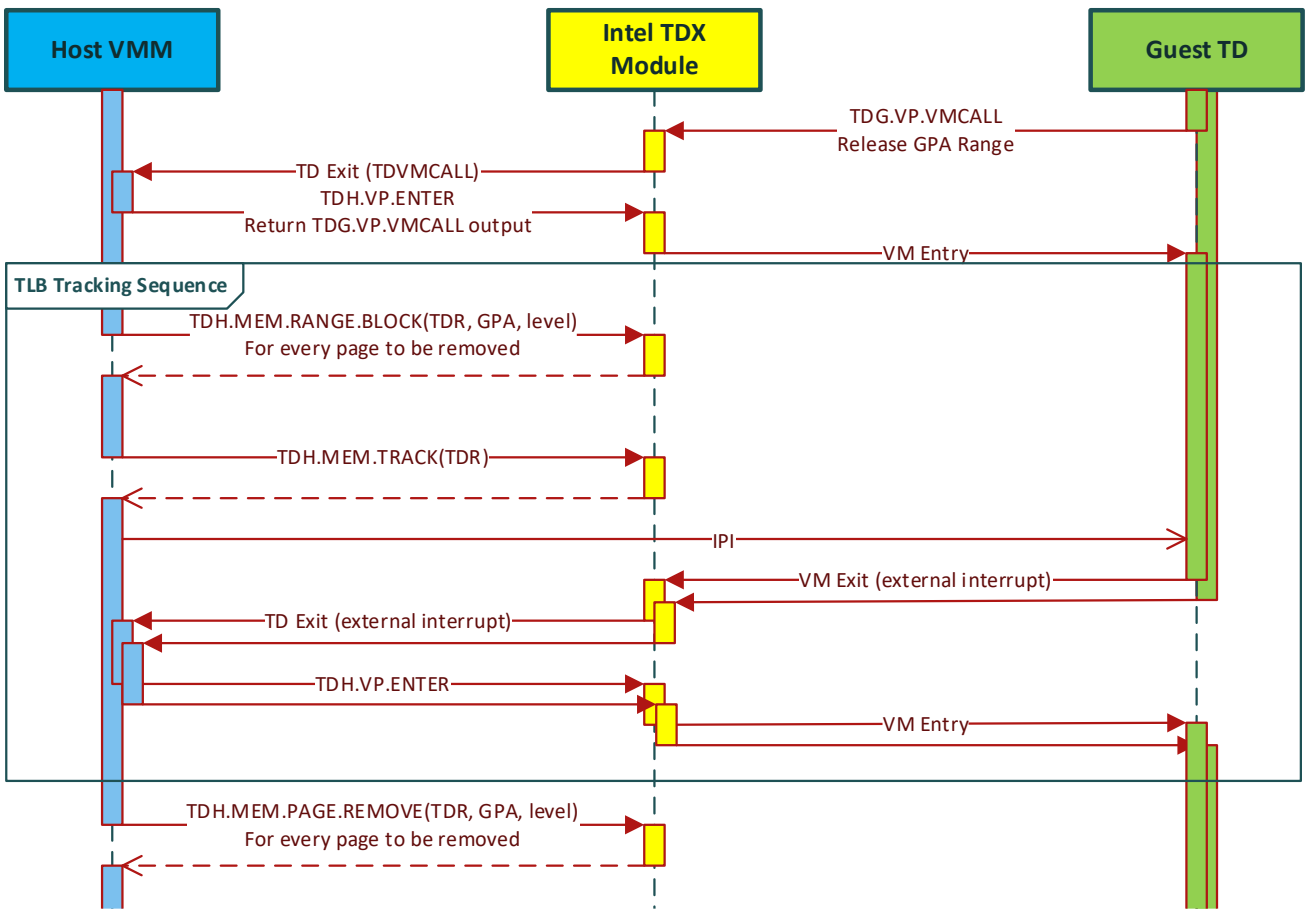 Host VMM
Intel TDX
Module
Guest TD
TDG.VP.VMCALL
Release GPA Range
TD Exit (TDVMCALL)
TDH.VP.ENTER
Return TDG.VP.VMCALL output
VM Entry
TLB Tracking Sequence
TDH.MEM.RANGE.BLOCK(TDR, GPA, level)
For every page to be removed
TDH.MEM.TRACK(TDR)
IPI
VM Exit (external interrupt)
TD Exit (external interrupt)
TDH.VP.ENTER
VM Entry
TDH.MEM.PAGE.REMOVE(TDR, GPA, level)
For every page to be removed